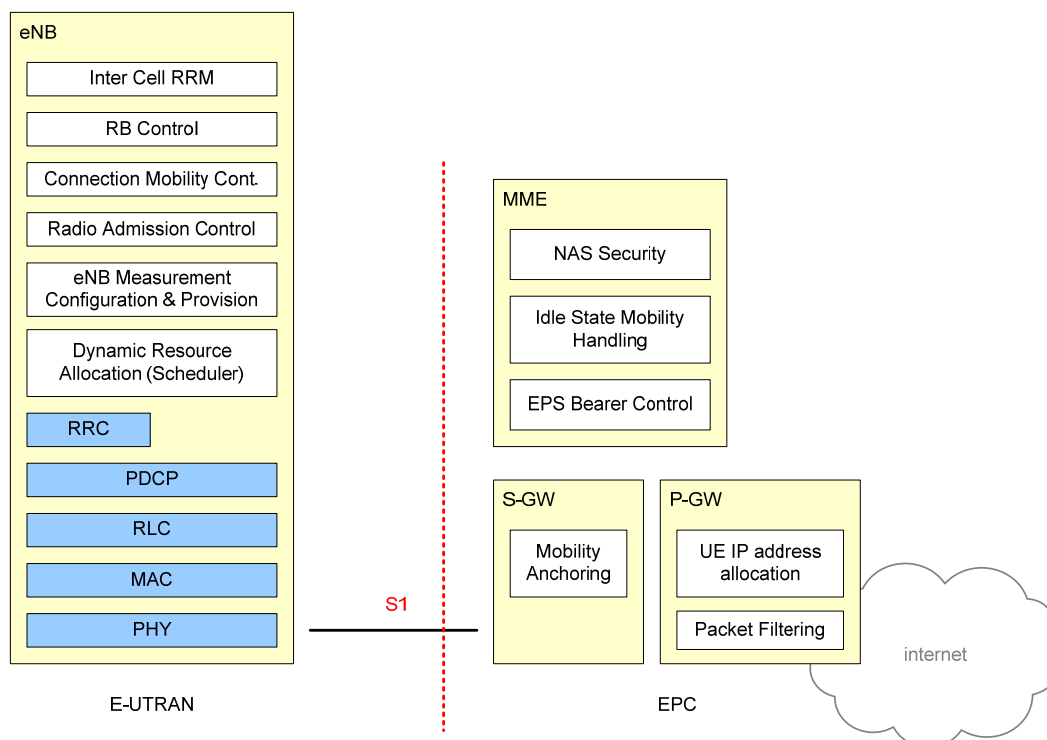 eNB
Inter Cell RRM
RB Control
Connection Mobility Cont.
Radio Admission Control
eNB Measurement
Configuration & Provision
Dynamic Resource
Allocation (Scheduler)
RRC
PDCP
RLC
MAC
PHY
E-UTRAN
S1
MME
NAS Security
Idle State Mobility
Handling
EPS Bearer Control
S-GW
Mobility
Anchoring
P-GW
UE IP address
allocation
Packet Filtering
EPC
internet